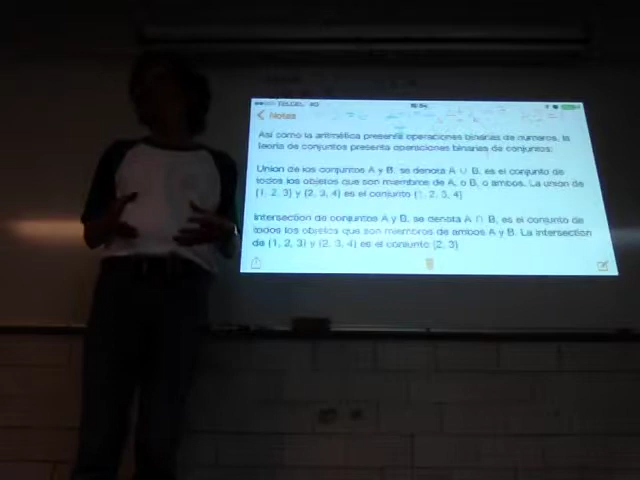 TELCEL 3G
Notas
Así como la aritmética presenta operaciones binarias de números, la
teoría de conjuntos presenta operaciones binarias de conjuntos:
Union de los conjuntos A y B, se denota A ∪ B, es el conjunto de
todos los objetos que son miembros de A, o B, o ambos. La union de
{1, 2, 3} y {2, 3, 4} es el conjunto {1, 2, 3, 4}
Intersection de conjuntos A y B, se denota A ∩ B, es el conjunto de
todos los objetos que son miembros de ambos A y B. La intersection
de {1, 2, 3} y {2, 3, 4} es el conjunto {2, 3}